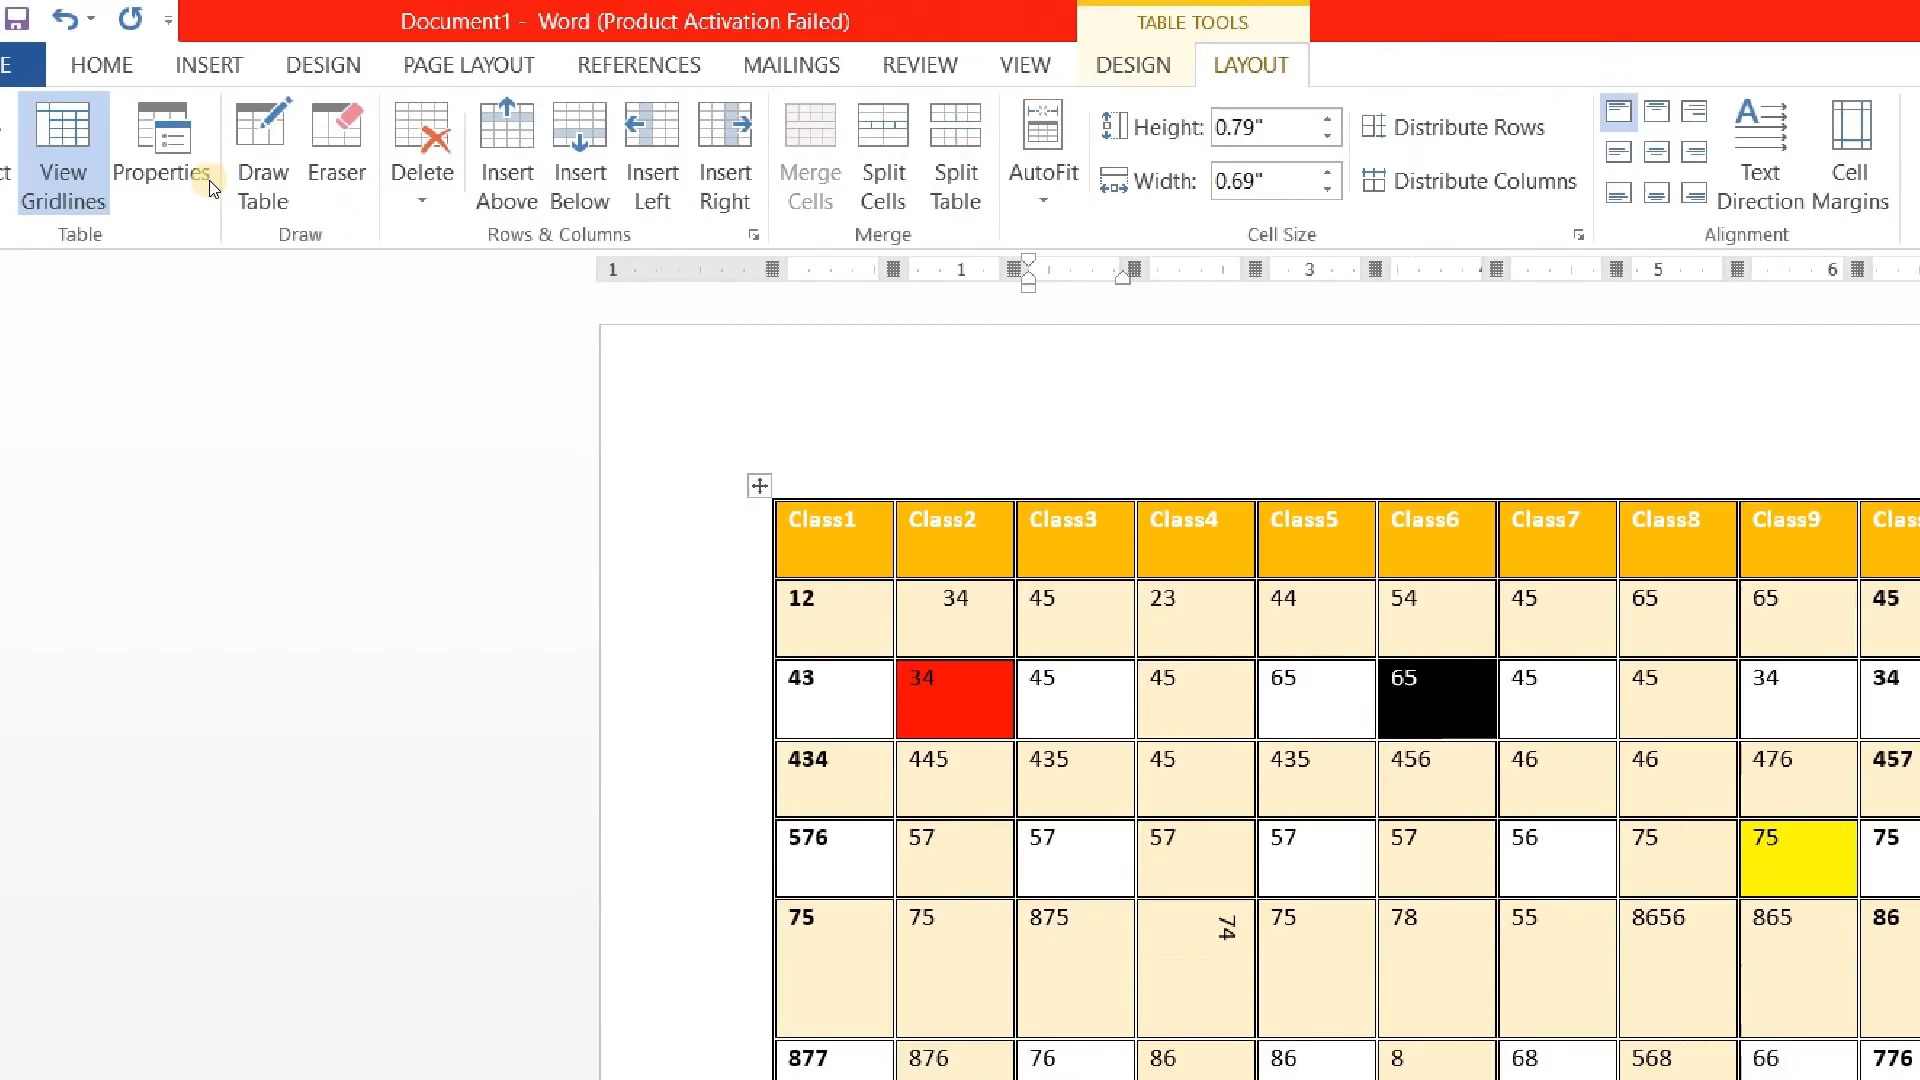 Document1 - Word (Product Activation Failed)
TABLE TOOLS
E HOME INSERT DESIGN PAGE LAYOUT REFERENCES MAILINGS REVIEW VIEW DESIGN LAYOUT
ct View Gridlines
Properties
Draw Table
Eraser
Delete
Insert Above
Insert Below
Insert Left
Insert Right
Merge Cells
Split Cells
Split Table
AutoFit
Height: 0.79"
Width: 0.69"
Distribute Rows
Distribute Columns
Text Direction
Cell Margins
Table Draw Rows & Columns Merge Cell Size Alignment
1 1 3 5 6
Class1 Class2 Class3 Class4 Class5 Class6 Class7 Class8 Class9 Clas
12 34 45 23 44 54 45 65 65 45
43 34 45 45 65 65 45 45 34 34
434 445 435 45 435 456 46 46 476 457
576 57 57 57 57 57 56 75 75 75
75 75 875 74 75 78 55 8656 865 86
877 876 76 86 86 8 68 568 66 776